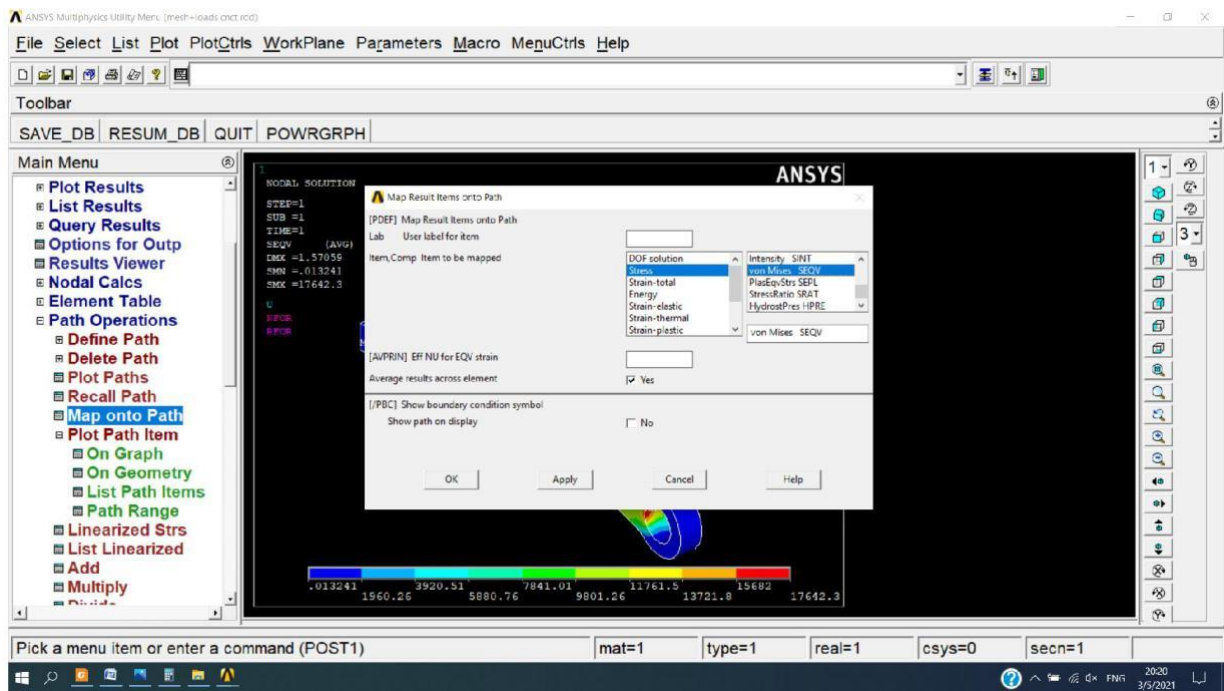 ANSYS Multiphysics Utility Menu (mesh+loads cnct rod)
File Select List Plot PlotCtrls WorkPlane Parameters Macro MenuCtrls Help
Toolbar
SAVE_DB RESUM_DB QUIT POWRGRPH
Main Menu
Plot Results
List Results
Query Results
Options for Outp
Results Viewer
Nodal Calcs
Element Table
Path Operations
Define Path
Delete Path
Plot Paths
Recall Path
Map onto Path
Plot Path Item
On Graph
On Geometry
List Path Items
Path Range
Linearized Strs
List Linearized
Add
Multiply
Divide
1
NODAL SOLUTION
STEP=1
SUB =1
TIME=1
SEQV (AVG)
DMX =1.57059
SMN =.013241
SMX =17642.3
U
NFOR
RFOR
ANSYS
Map Result Items onto Path
[PDEF] Map Result Items onto Path
Lab User label for item
Item,Comp Item to be mapped
DOF solution
Stress
Strain-total
Energy
Strain-elastic
Strain-thermal
Strain-plastic
Intensity SINT
von Mises SEQV
PlasEqvStrs SEPL
StressRatio SRAT
HydrostPres HPRE
von Mises SEQV
[AVPRIN] Eff NU for EQV strain
Average results across element
Yes
[/PBC] Show boundary condition symbol
Show path on display
No
OK Apply Cancel Help
.013241 3920.51 7841.01 11761.5 15682
1960.26 5880.76 9801.26 13721.8 17642.3
1
3
Pick a menu item or enter a command (POST1)
mat=1 type=1 real=1 csys=0 secn=1
FNG
20:20
3/5/2021